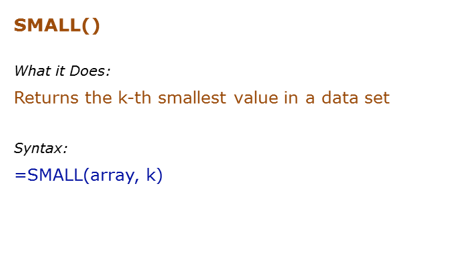 SMALL()
What it Does:
Returns the k-th smallest value in a data set
Syntax:
=SMALL(array, k)